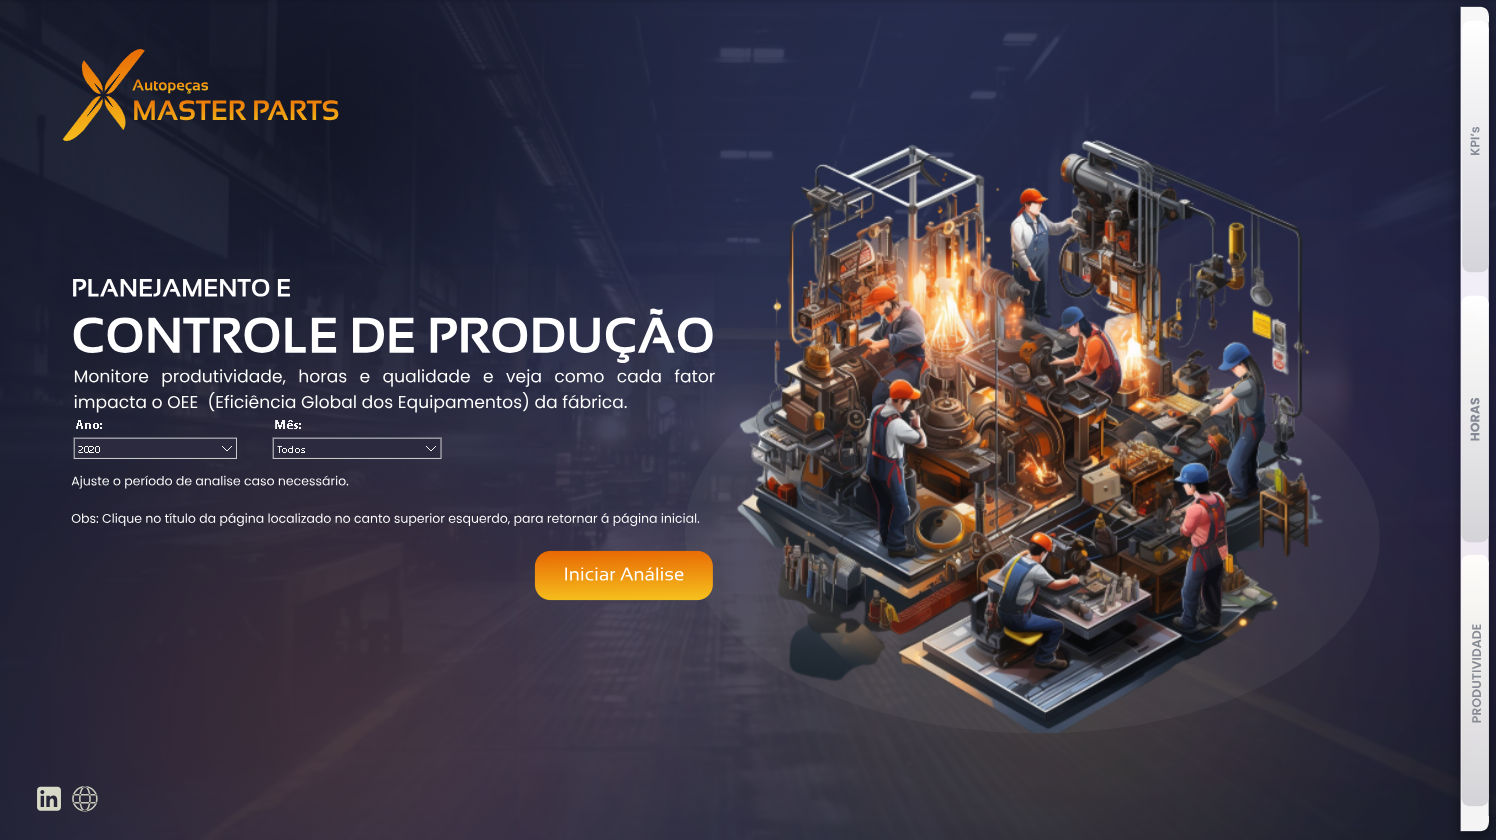 Autopeças
MASTER PARTS
PLANEJAMENTO E
CONTROLE DE PRODUÇÃO
Monitore produtividade, horas e qualidade e veja como cada fator
impacta o OEE (Eficiência Global dos Equipamentos) da fábrica.
Ano:
Mês:
2020
Todos
Ajuste o período de analise caso necessário.
Obs: Clique no título da página localizado no canto superior esquerdo, para retornar á página inicial.
Iniciar Análise
in
KPI's
HORAS
PRODUTIVIDADE